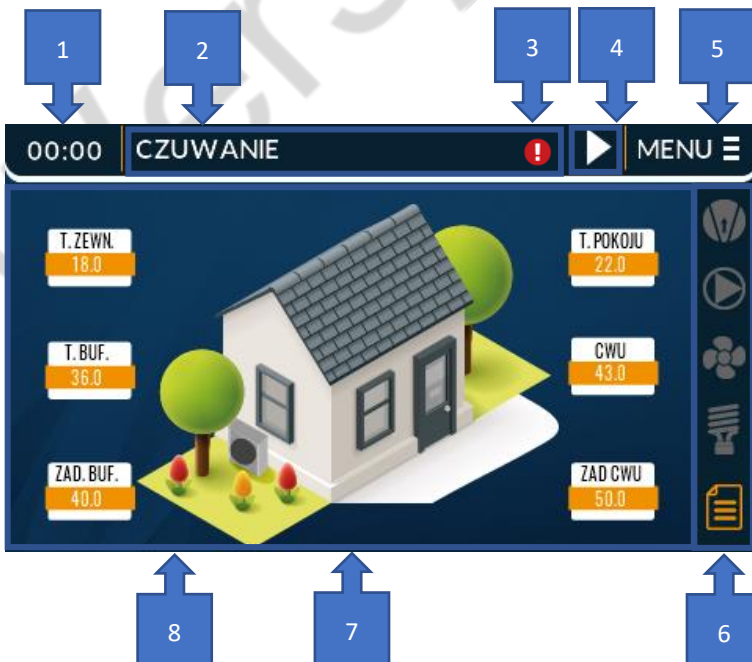 1
2
3
4
5
00:00
CZUWANIE
!
MENU
T. ZEWN.
18.0
T. POKOJU
22.0
T. BUF.
36.0
CWU
43.0
ZAD. BUF.
40.0
ZAD CWU
50.0
8
7
6